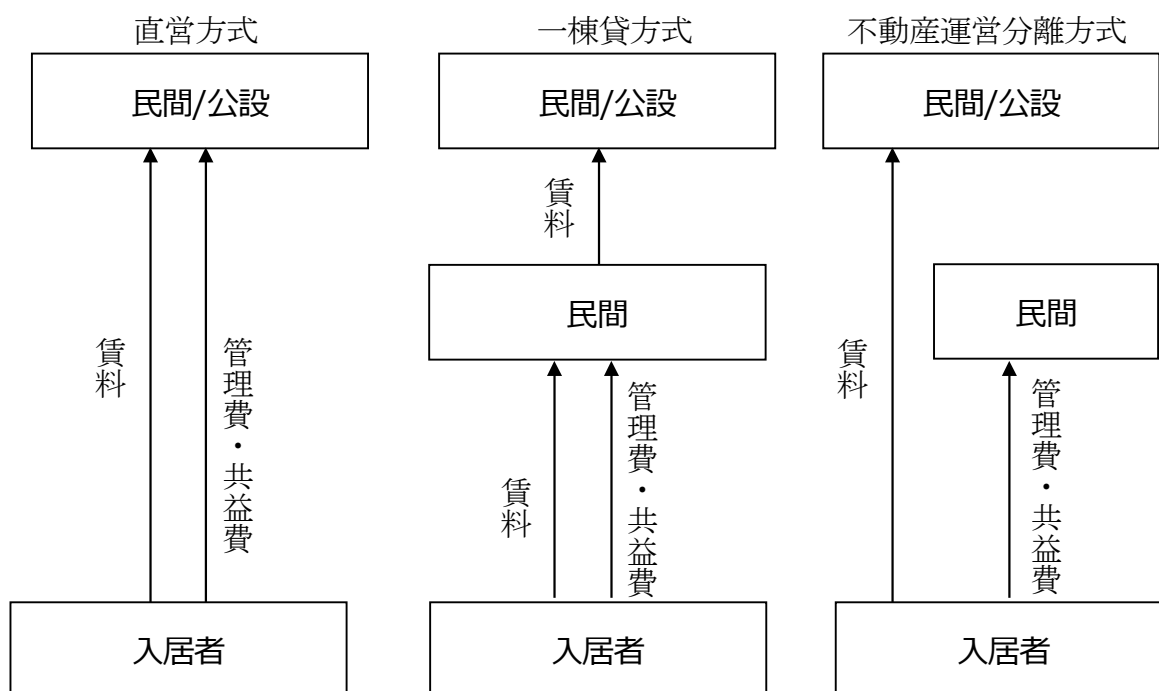 直営方式
民間/公設
賃料
管理費・共益費
入居者
一棟貸方式
民間/公設
賃料
民間
賃料
管理費・共益費
入居者
不動産運営分離方式
民間/公設
賃料
民間
管理費・共益費
入居者